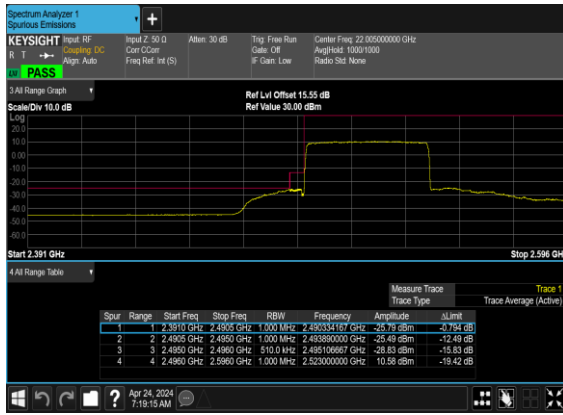 Spectrum Analyzer 1
Spurious Emissions
KEYSIGHT Input: RF
R T Coupling: DC
Align: Auto
Input Z: 50 Ω
Corr CCorr
Freq Ref: Int (S)
Atten: 30 dB
Trig: Free Run
Gate: Off
IF Gain: Low
Center Freq: 22.005000000 GHz
Avg|Hold: 1000/1000
Radio Std: None
PASS
3 All Range Graph
Scale/Div 10.0 dB
Ref Lvl Offset 15.55 dB
Ref Value 30.00 dBm
Log
20.0
10.0
0.00
-10.0
-20.0
-30.0
-40.0
-50.0
-60.0
Start 2.391 GHz
Stop 2.596 GH
4 All Range Table
Measure Trace Trace 1
Trace Type Trace Average (Active)
Spur Range Start Freq Stop Freq RBW Frequency Amplitude ΔLimit
1 1 2.3910 GHz 2.4905 GHz 1.000 MHz 2.490334167 GHz -25.79 dBm -0.794 dB
2 2 2.4905 GHz 2.4950 GHz 1.000 MHz 2.493890000 GHz -25.49 dBm -12.49 dB
3 3 2.4950 GHz 2.4960 GHz 510.0 kHz 2.495106667 GHz -28.83 dBm -15.83 dB
4 4 2.4960 GHz 2.5960 GHz 1.000 MHz 2.523000000 GHz 10.58 dBm -19.42 dB
Apr 24, 2024
7:19:15 AM